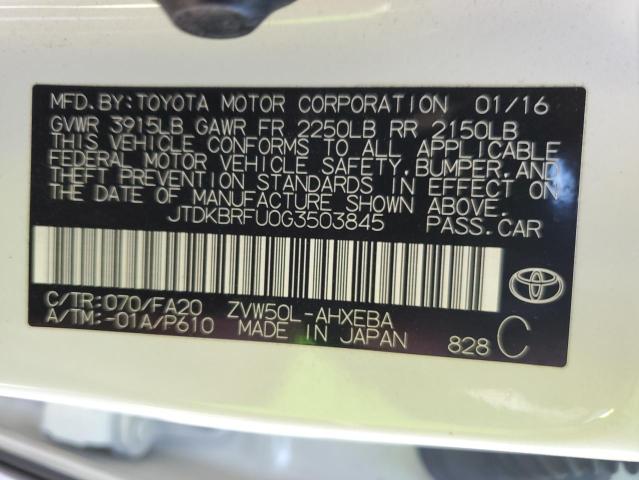 MFD. BY: TOYOTA MOTOR CORPORATION 01/16
GVWR 3915LB GAWR FR 2250LB RR 2150LB
THIS VEHICLE CONFORMS TO ALL APPLICABLE
FEDERAL MOTOR VEHICLE SAFETY, BUMPER, AND
THEFT PREVENTION STANDARDS IN EFFECT ON
THE DATE OF MANUFACTURE SHOWN ABOVE.
JTDKBRFU0G3503845 PASS.CAR
C/TR: 070/FA20 ZVW50L-AHXEBA
A/TM: -01A/P610 MADE IN JAPAN
828 C